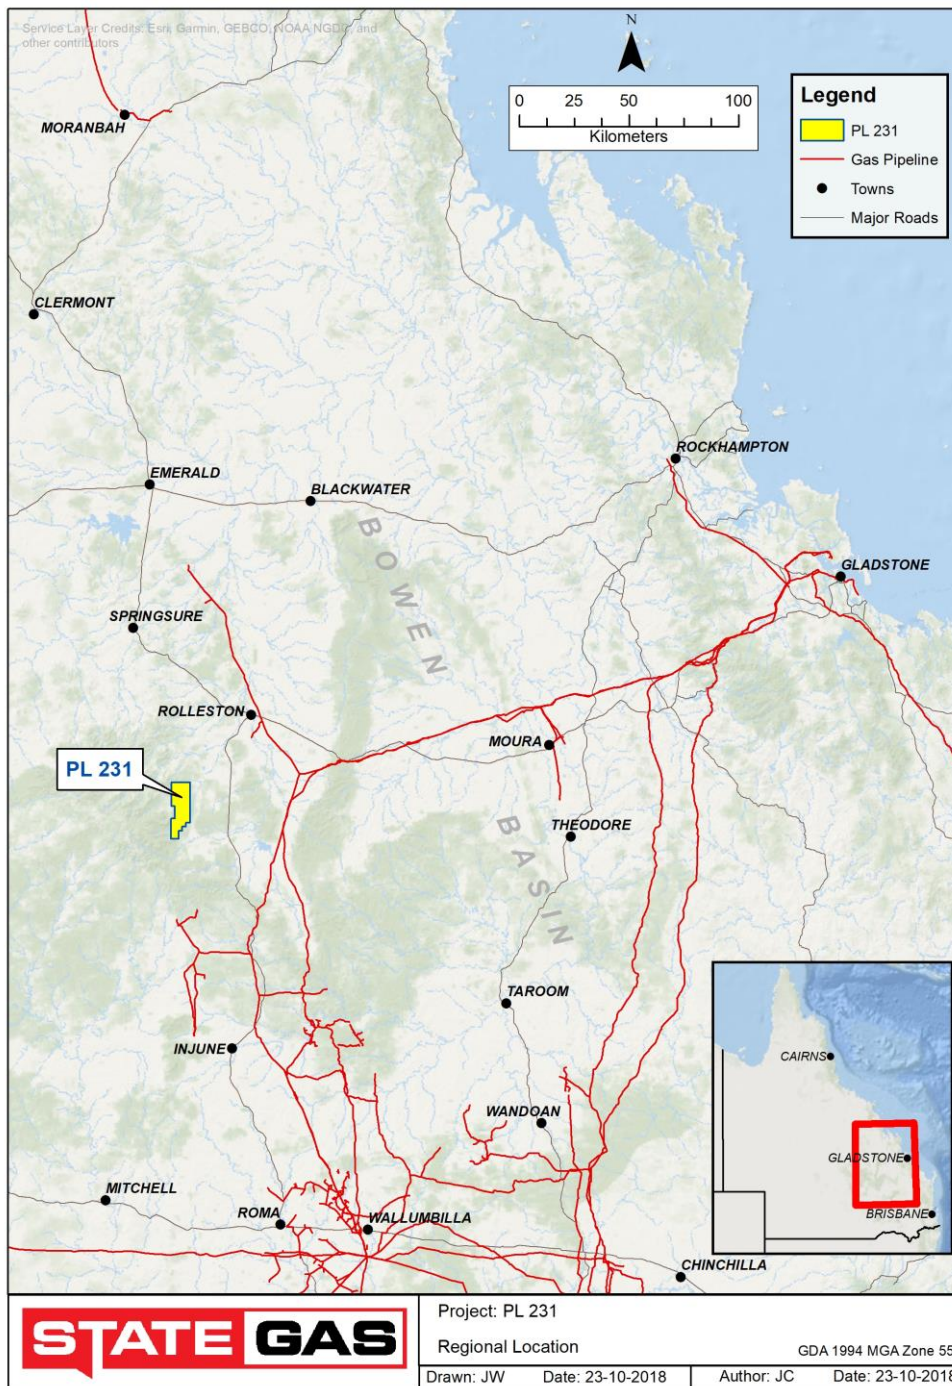 Service Layer Credits: Esri, Garmin, GEBCO, NOAA NGDC, and
other contributors
N
0 25 50 100
Kilometers
Legend
PL 231
Gas Pipeline
Towns
Major Roads
MORANBAH
CLERMONT
ROCKHAMPTON
EMERALD
BLACKWATER
BOWEN
GLADSTONE
SPRINGSURE
ROLLESTON
MOURA
PL 231
THEODORE
BASIN
TAROOM
INJUNE
WANDOAN
MITCHELL
ROMA
WALLUMBILLA
CHINCHILLA
CAIRNS
GLADSTONE
BRISBANE
STATE GAS
Project: PL 231
Regional Location
GDA 1994 MGA Zone 55
Drawn: JW Date: 23-10-2018 Author: JC Date: 23-10-2018